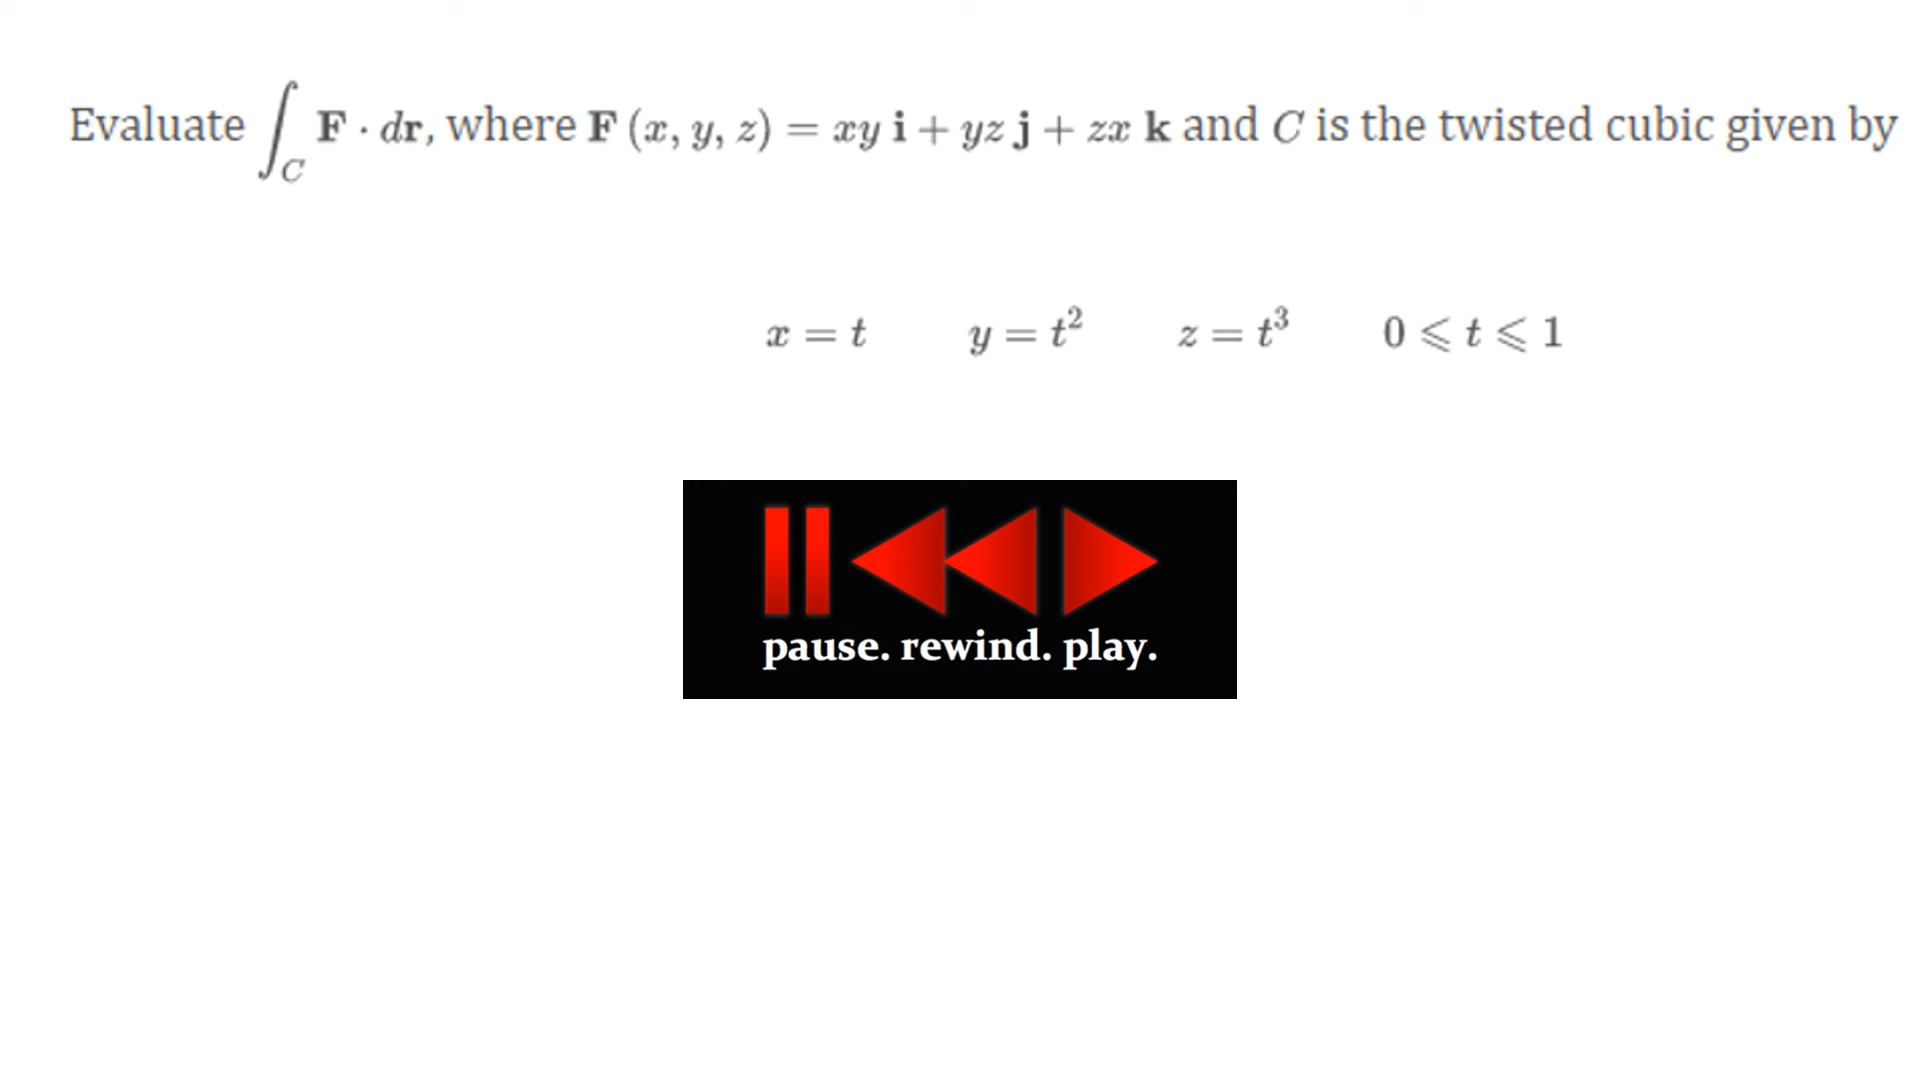 Evaluate ∫_C F · dr, where F (x, y, z) = xy i + yz j + zx k and C is the twisted cubic given by
x = t y = t² z = t³ 0 ⩽ t ⩽ 1
pause. rewind. play.